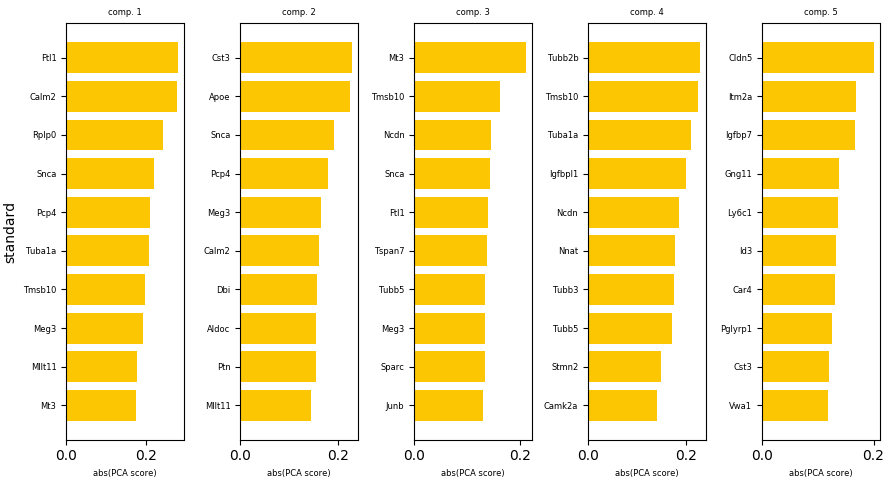 comp. 1
comp. 2
comp. 3
comp. 4
comp. 5
standard
Ftl1
Calm2
Rplp0
Snca
Pcp4
Tuba1a
Tmsb10
Meg3
Mllt11
Mt3
0.0
0.2
abs(PCA score)
Cst3
Apoe
Snca
Pcp4
Meg3
Calm2
Dbi
Aldoc
Ptn
Mllt11
0.0
0.2
abs(PCA score)
Mt3
Tmsb10
Ncdn
Snca
Ftl1
Tspan7
Tubb5
Meg3
Sparc
Junb
0.0
0.2
abs(PCA score)
Tubb2b
Tmsb10
Tuba1a
Igfbpl1
Ncdn
Nnat
Tubb3
Tubb5
Stmn2
Camk2a
0.0
0.2
abs(PCA score)
Cldn5
Itm2a
Igfbp7
Gng11
Ly6c1
Id3
Car4
Pglyrp1
Cst3
Vwa1
0.0
0.2
abs(PCA score)